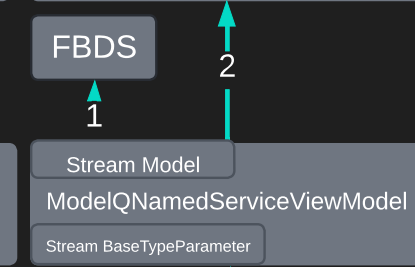 FBDS
2
1
Stream Model
ModelQNamedServiceViewModel
Stream BaseTypeParameter